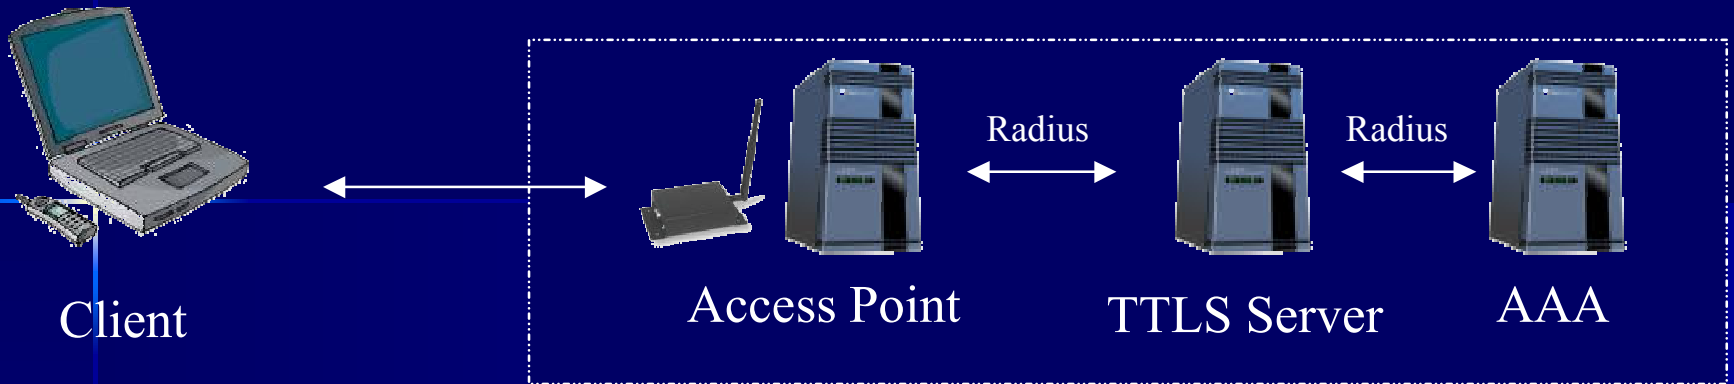 Radius
Radius
Client
Access Point
TTLS Server
AAA